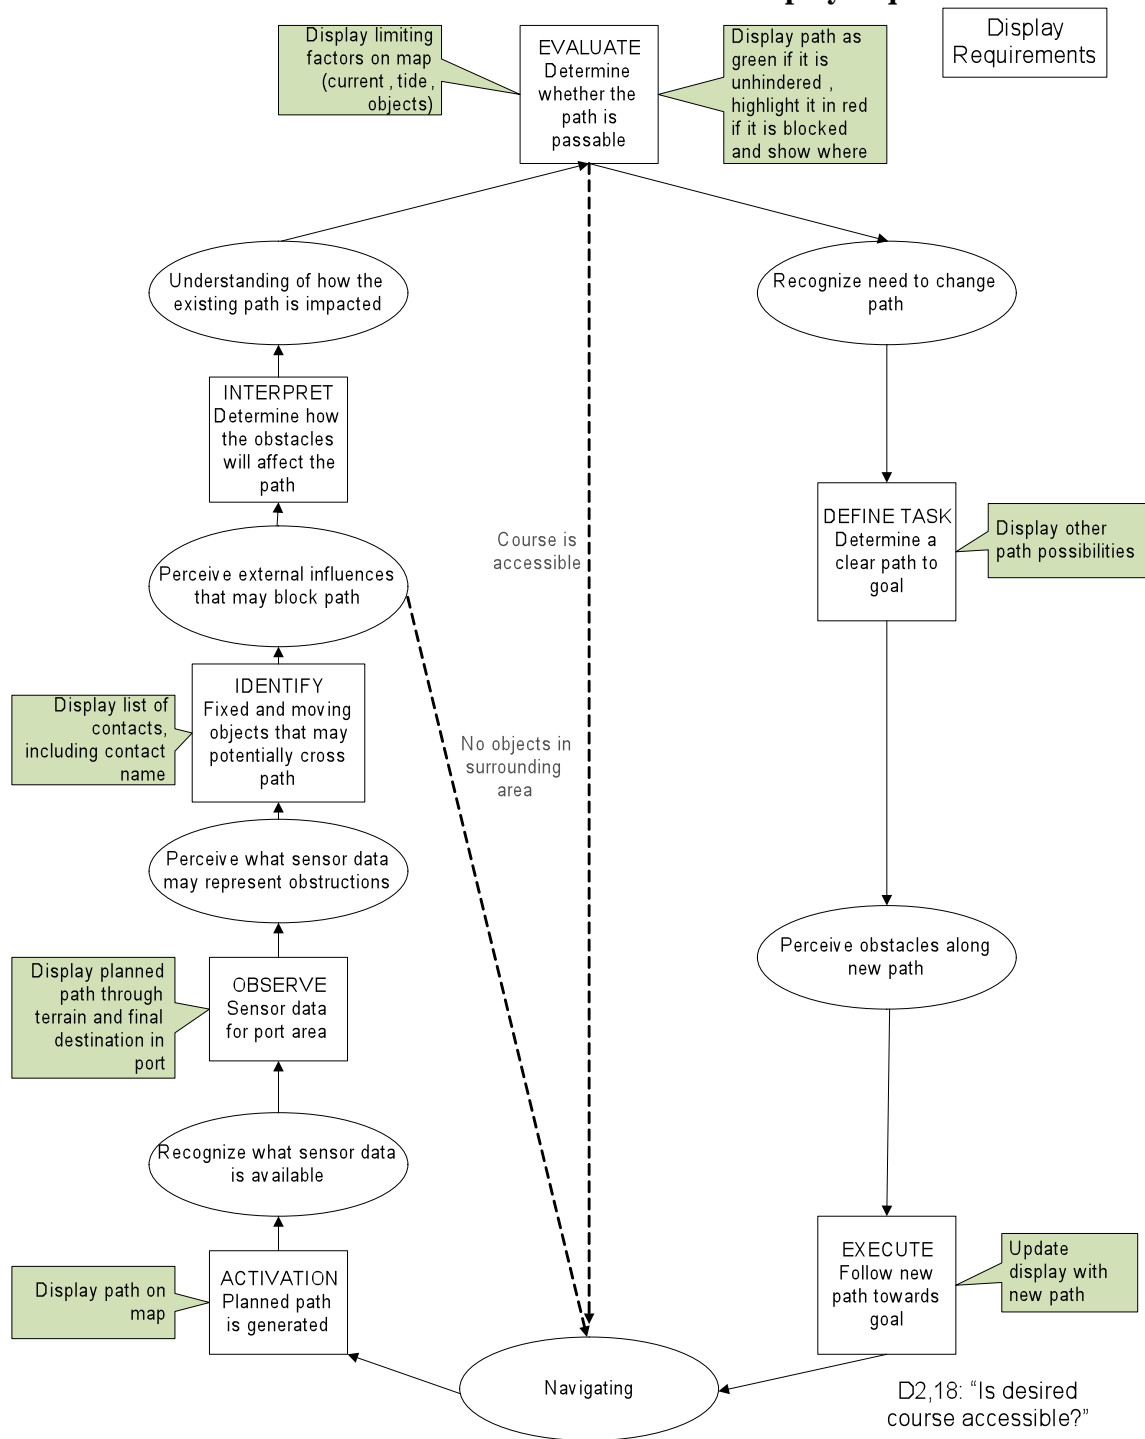 Display
Requirements
Display limiting
factors on map
(current , tide ,
objects)
EVALUATE
Determine
whether the
path is
passable
Display path as
green if it is
unhindered ,
highlight it in red
if it is blocked
and show where
Understanding of how the
existing path is impacted
Recognize need to change
path
INTERPRET
Determine how
the obstacles
will affect the
path
Course is
accessible
DEFINE TASK
Determine a
clear path to
goal
Display other
path possibilities
Perceive external influences
that may block path
Display list of
contacts,
including contact
name
IDENTIFY
Fixed and moving
objects that may
potentially cross
path
No objects in
surrounding
area
Perceive what sensor data
may represent obstructions
Perceive obstacles along
new path
Display planned
path through
terrain and final
destination in
port
OBSERVE
Sensor data
for port area
Recognize what sensor data
is available
Display path on
map
ACTIVATION
Planned path
is generated
EXECUTE
Follow new
path towards
goal
Update
display with
new path
Navigating
D2,18: “Is desired
course accessible?”